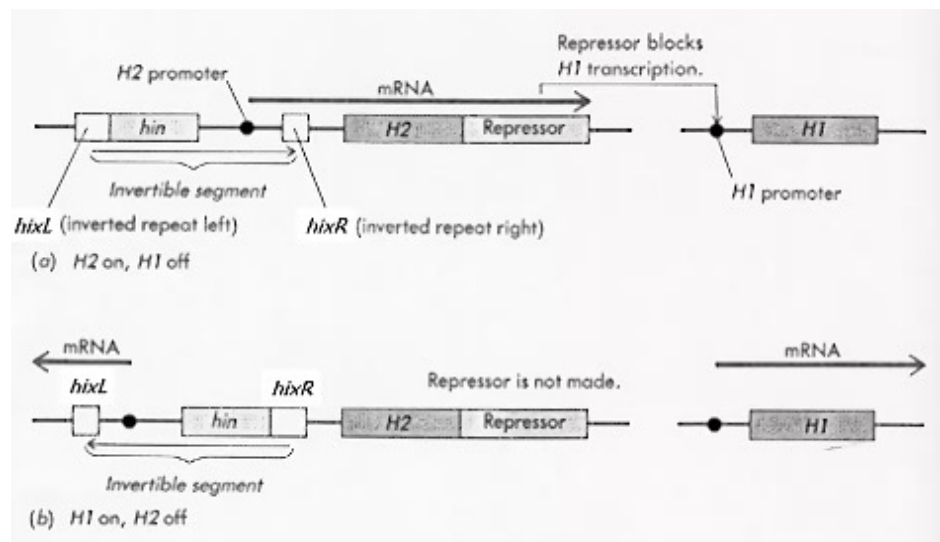 Repressor blocks
H1 transcription.
H2 promoter
mRNA
hin
H2
Repressor
H1
Invertible segment
H1 promoter
hixL (inverted repeat left)
hixR (inverted repeat right)
(a) H2 on, H1 off
mRNA
mRNA
hixL
hixR
Repressor is not made.
hin
H2
Repressor
H1
Invertible segment
(b) H1 on, H2 off